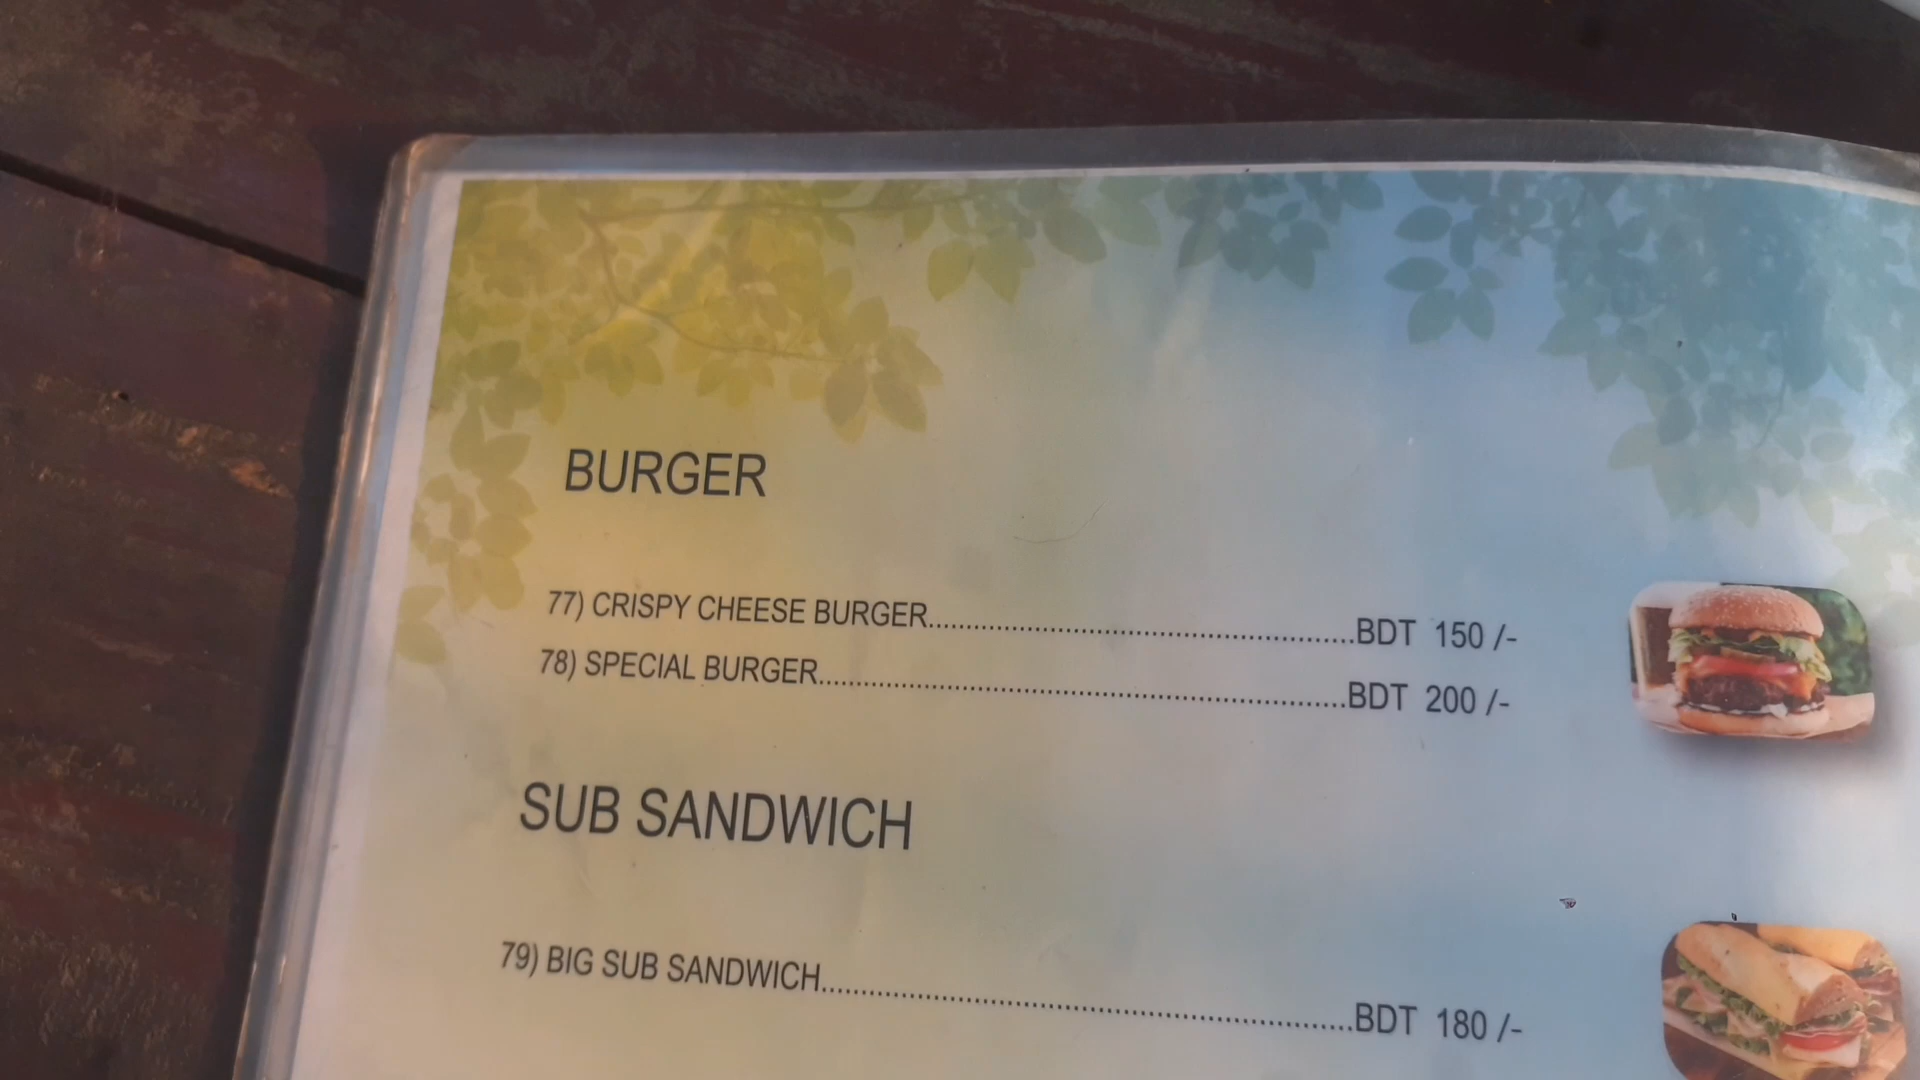 BURGER
77) CRISPY CHEESE BURGER..........................................................BDT 150 /-
78) SPECIAL BURGER........................................................................BDT 200 /-
SUB SANDWICH
79) BIG SUB SANDWICH........................................................................BDT 180 /-